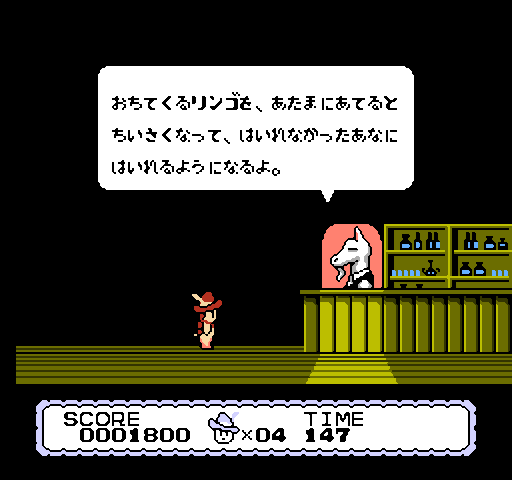 おちてくるリンゴを、あたまにあてると
ちいさくなって、はいれなかったあなに
はいれるようになるよ。
SCORE TIME
0001800 ×04 147